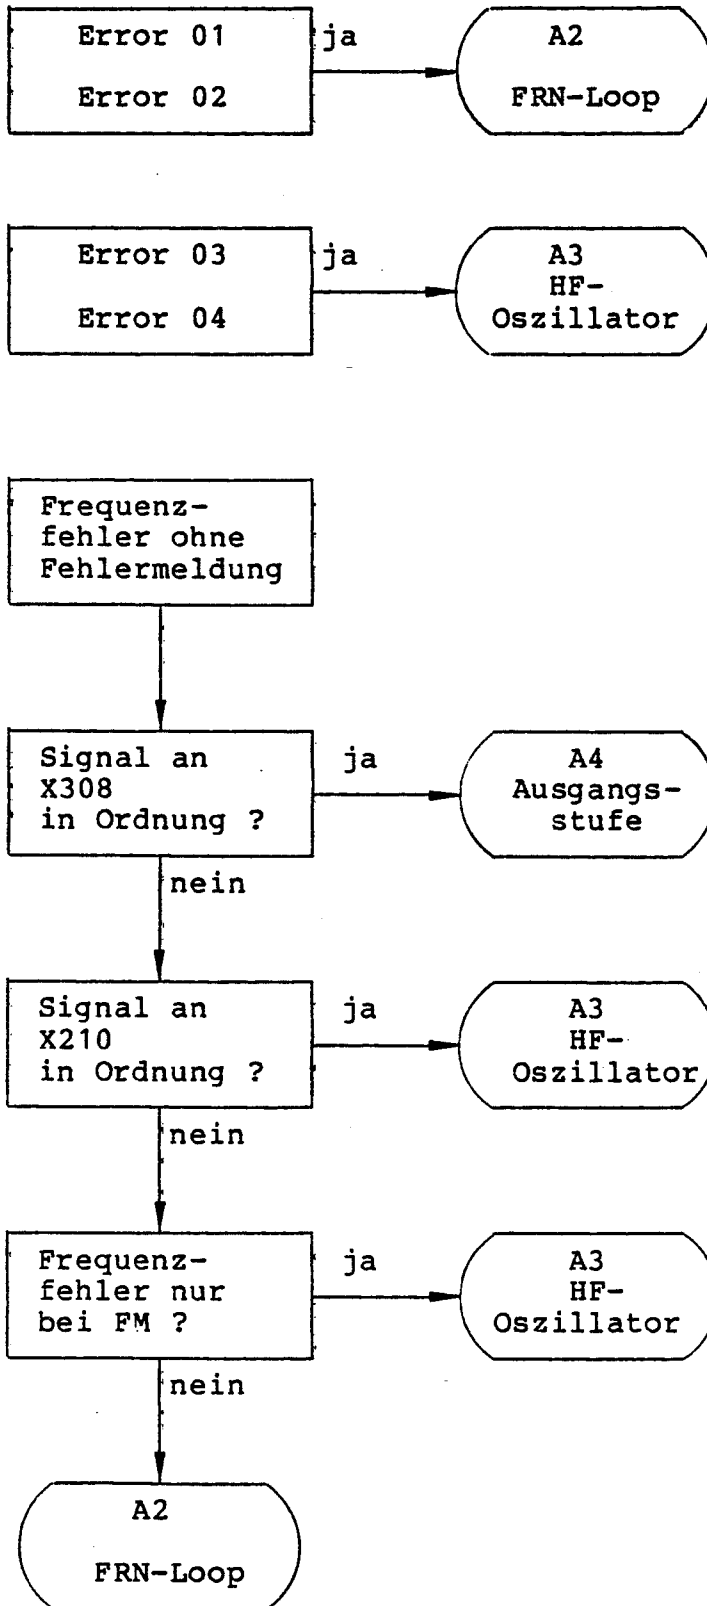 Error 01
Error 02
ja
A2
FRN-Loop
Error 03
Error 04
ja
A3
HF-
Oszillator
Frequenz-
fehler ohne
Fehlermeldung
Signal an
X308
in Ordnung ?
ja
A4
Ausgangs-
stufe
nein
Signal an
X210
in Ordnung ?
ja
A3
HF-
Oszillator
nein
Frequenz-
fehler nur
bei FM ?
ja
A3
HF-
Oszillator
nein
A2
FRN-Loop